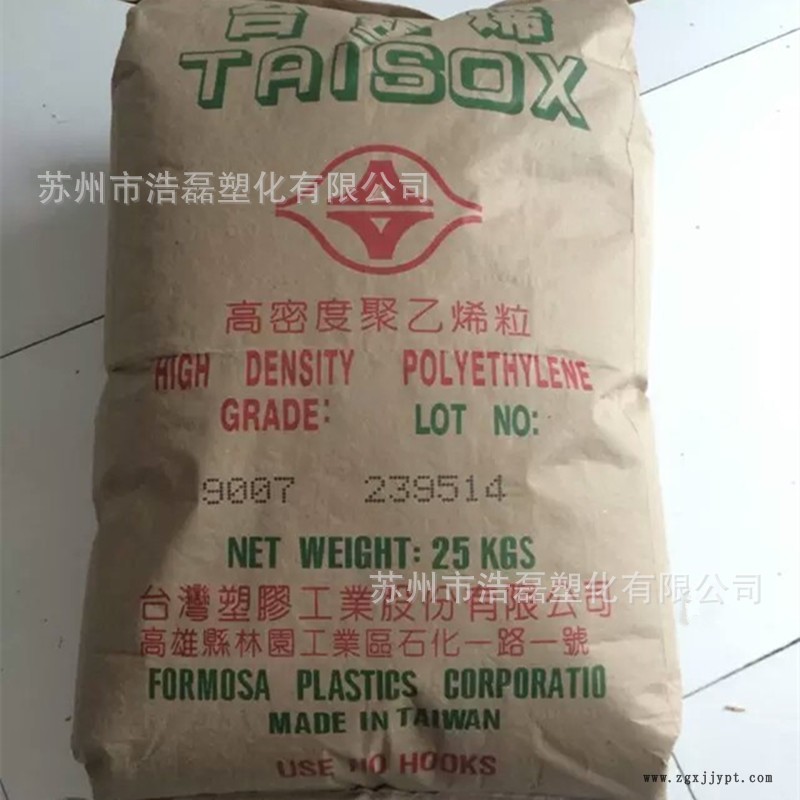 台塑烯
TAISOX
苏州市浩磊塑化有限公司
高密度聚乙烯粒
HIGH DENSITY POLYETHYLENE
GRADE: LOT NO:
9007 239514
NET WEIGHT: 25 KGS
苏州市浩磊塑化有限公司
台灣塑膠工業股份有限公司
高雄縣林園工業區石化一路一號
FORMOSA PLASTICS CORPORATIO
MADE IN TAIWAN
USE NO HOOKS
www.zgxjjypt.com